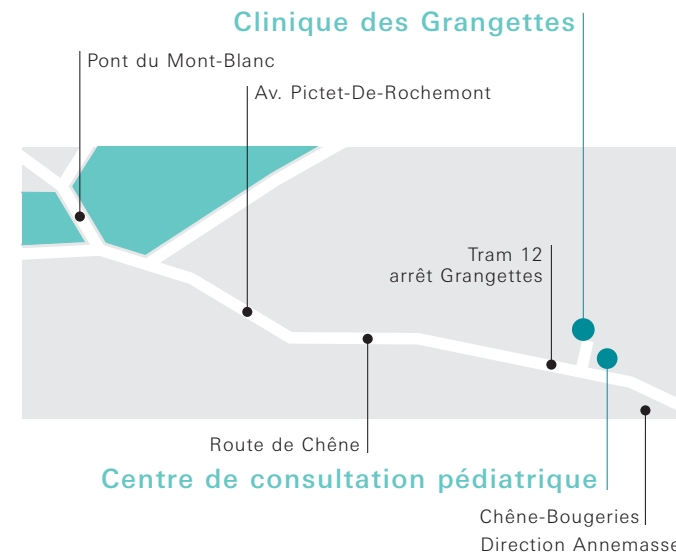 Clinique des Grangettes
Pont du Mont-Blanc
Av. Pictet-De-Rochemont
Tram 12
arrêt Grangettes
Route de Chêne
Centre de consultation pédiatrique
Chêne-Bougeries
Direction Annemasse